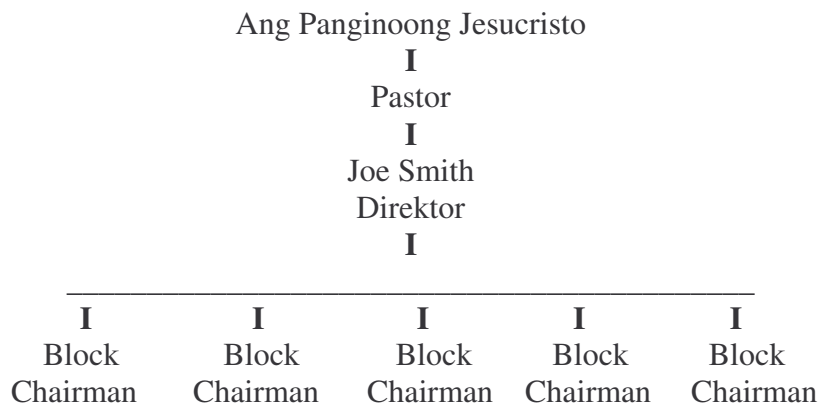 Ang Panginoong Jesucristo
I
Pastor
I
Joe Smith
Direktor
I
I I I I I
Block Block Block Block Block
Chairman Chairman Chairman Chairman Chairman